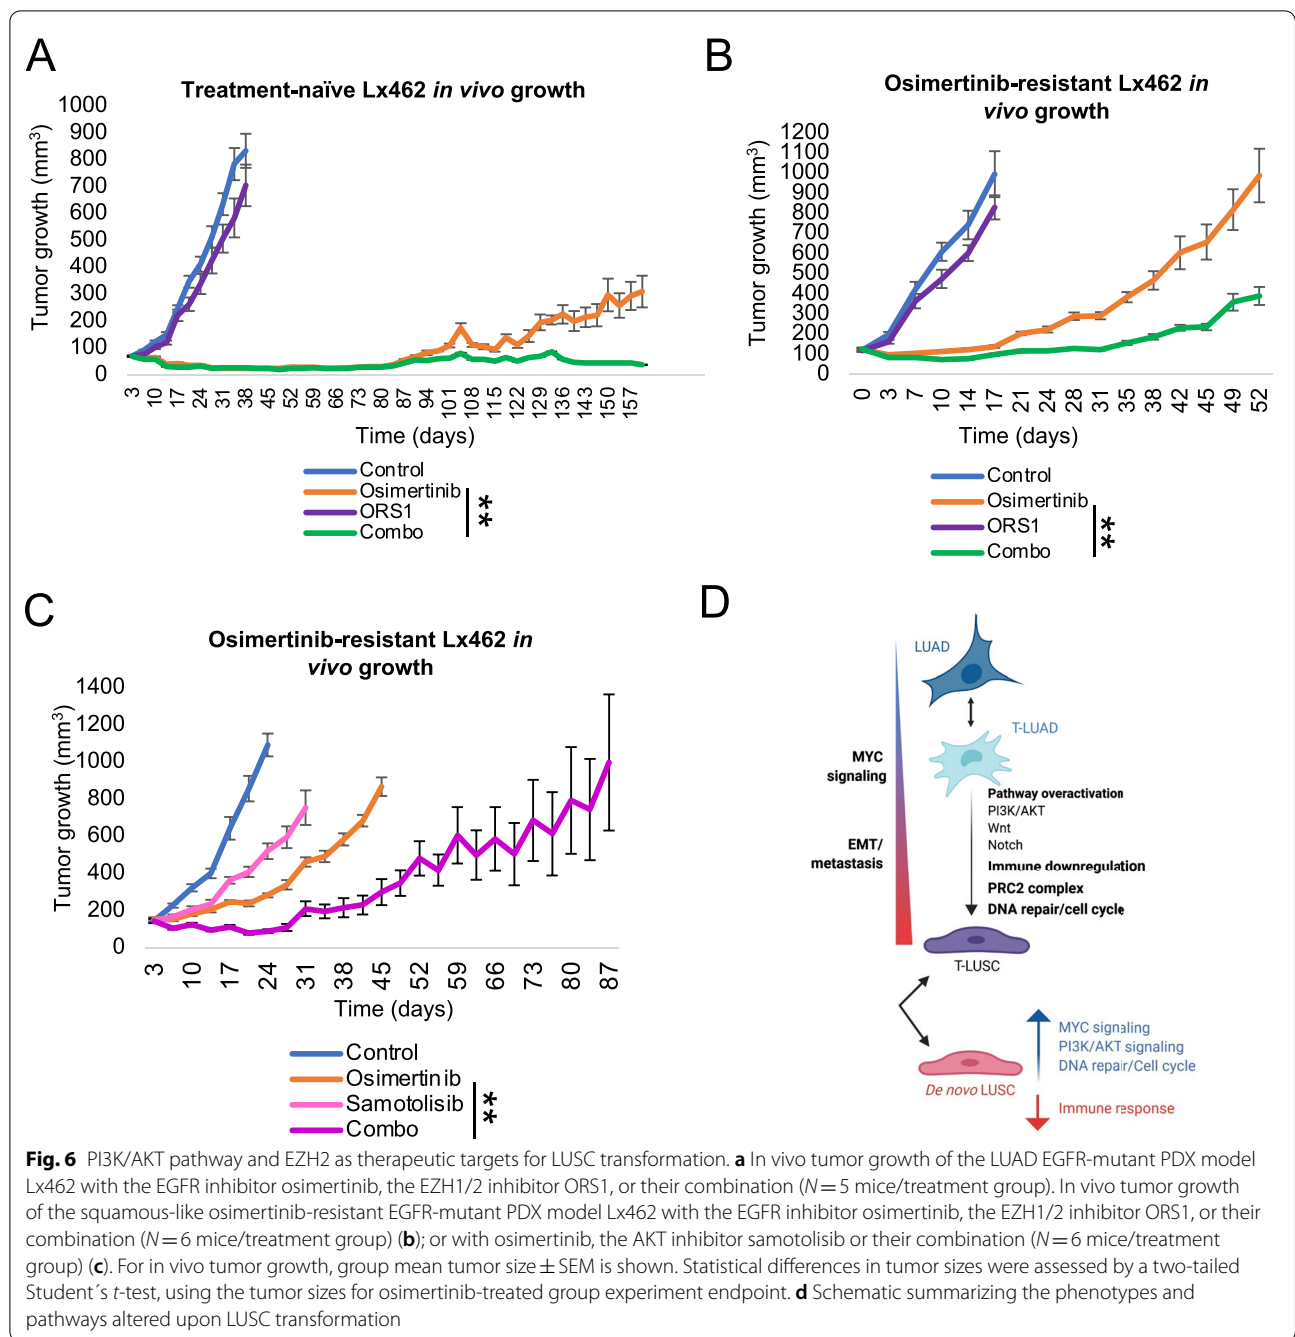 A
Treatment-naïve Lx462 in vivo growth
Tumor growth (mm³)
1000
900
800
700
600
500
400
300
200
100
0
3 10 17 24 31 38 45 52 59 66 73 80 87 94 101 108 115 122 129 136 143 150 157
Time (days)
Control
Osimertinib
ORS1
Combo
**
B
Osimertinib-resistant Lx462 in
vivo growth
Tumor growth (mm³)
1200
1100
1000
900
800
700
600
500
400
300
200
100
0
0 3 7 10 14 17 21 24 28 31 35 38 42 45 49 52
Time (days)
Control
Osimertinib
ORS1
Combo
**
C
Osimertinib-resistant Lx462 in
vivo growth
Tumor growth (mm³)
1400
1200
1000
800
600
400
200
0
3 10 17 24 31 38 45 52 59 66 73 80 87
Time (days)
Control
Osimertinib
Samotolisib
Combo
**
D
LUAD
T-LUAD
MYC
signaling
EMT/
metastasis
Pathway overactivation
PI3K/AKT
Wnt
Notch
Immune downregulation
PRC2 complex
DNA repair/cell cycle
T-LUSC
De novo LUSC
MYC signaling
PI3K/AKT signaling
DNA repair/Cell cycle
Immune response
Fig. 6 PI3K/AKT pathway and EZH2 as therapeutic targets for LUSC transformation. a In vivo tumor growth of the LUAD EGFR-mutant PDX model
Lx462 with the EGFR inhibitor osimertinib, the EZH1/2 inhibitor ORS1, or their combination (N = 5 mice/treatment group). In vivo tumor growth
of the squamous-like osimertinib-resistant EGFR-mutant PDX model Lx462 with the EGFR inhibitor osimertinib, the EZH1/2 inhibitor ORS1, or their
combination (N = 6 mice/treatment group) (b); or with osimertinib, the AKT inhibitor samotolisib or their combination (N = 6 mice/treatment
group) (c). For in vivo tumor growth, group mean tumor size ± SEM is shown. Statistical differences in tumor sizes were assessed by a two-tailed
Student´s t-test, using the tumor sizes for osimertinib-treated group experiment endpoint. d Schematic summarizing the phenotypes and
pathways altered upon LUSC transformation